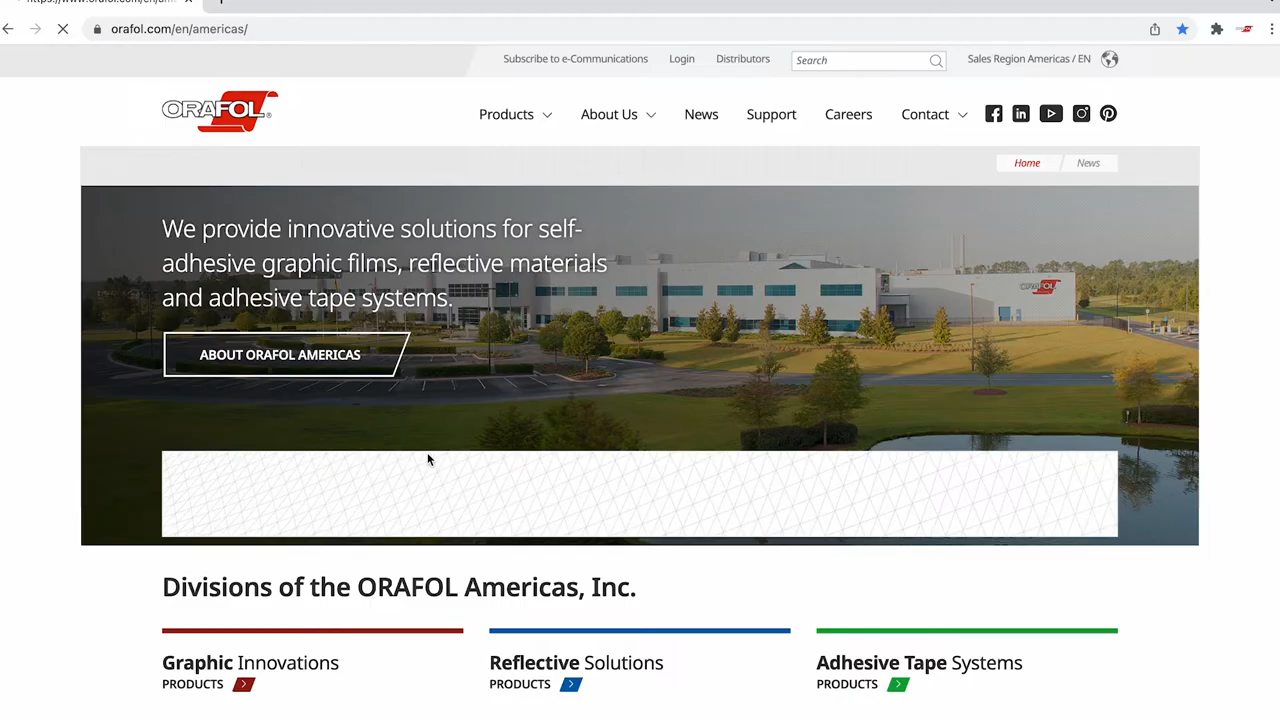 orafol.com/en/americas/
Subscribe to e-Communications
Login
Distributors
Search
Sales Region Americas / EN
ORAFOL®
Products
About Us
News
Support
Careers
Contact
Home
News
We provide innovative solutions for self-
adhesive graphic films, reflective materials
and adhesive tape systems.
ORAFOL
ABOUT ORAFOL AMERICAS
Divisions of the ORAFOL Americas, Inc.
Graphic Innovations
PRODUCTS
Reflective Solutions
PRODUCTS
Adhesive Tape Systems
PRODUCTS